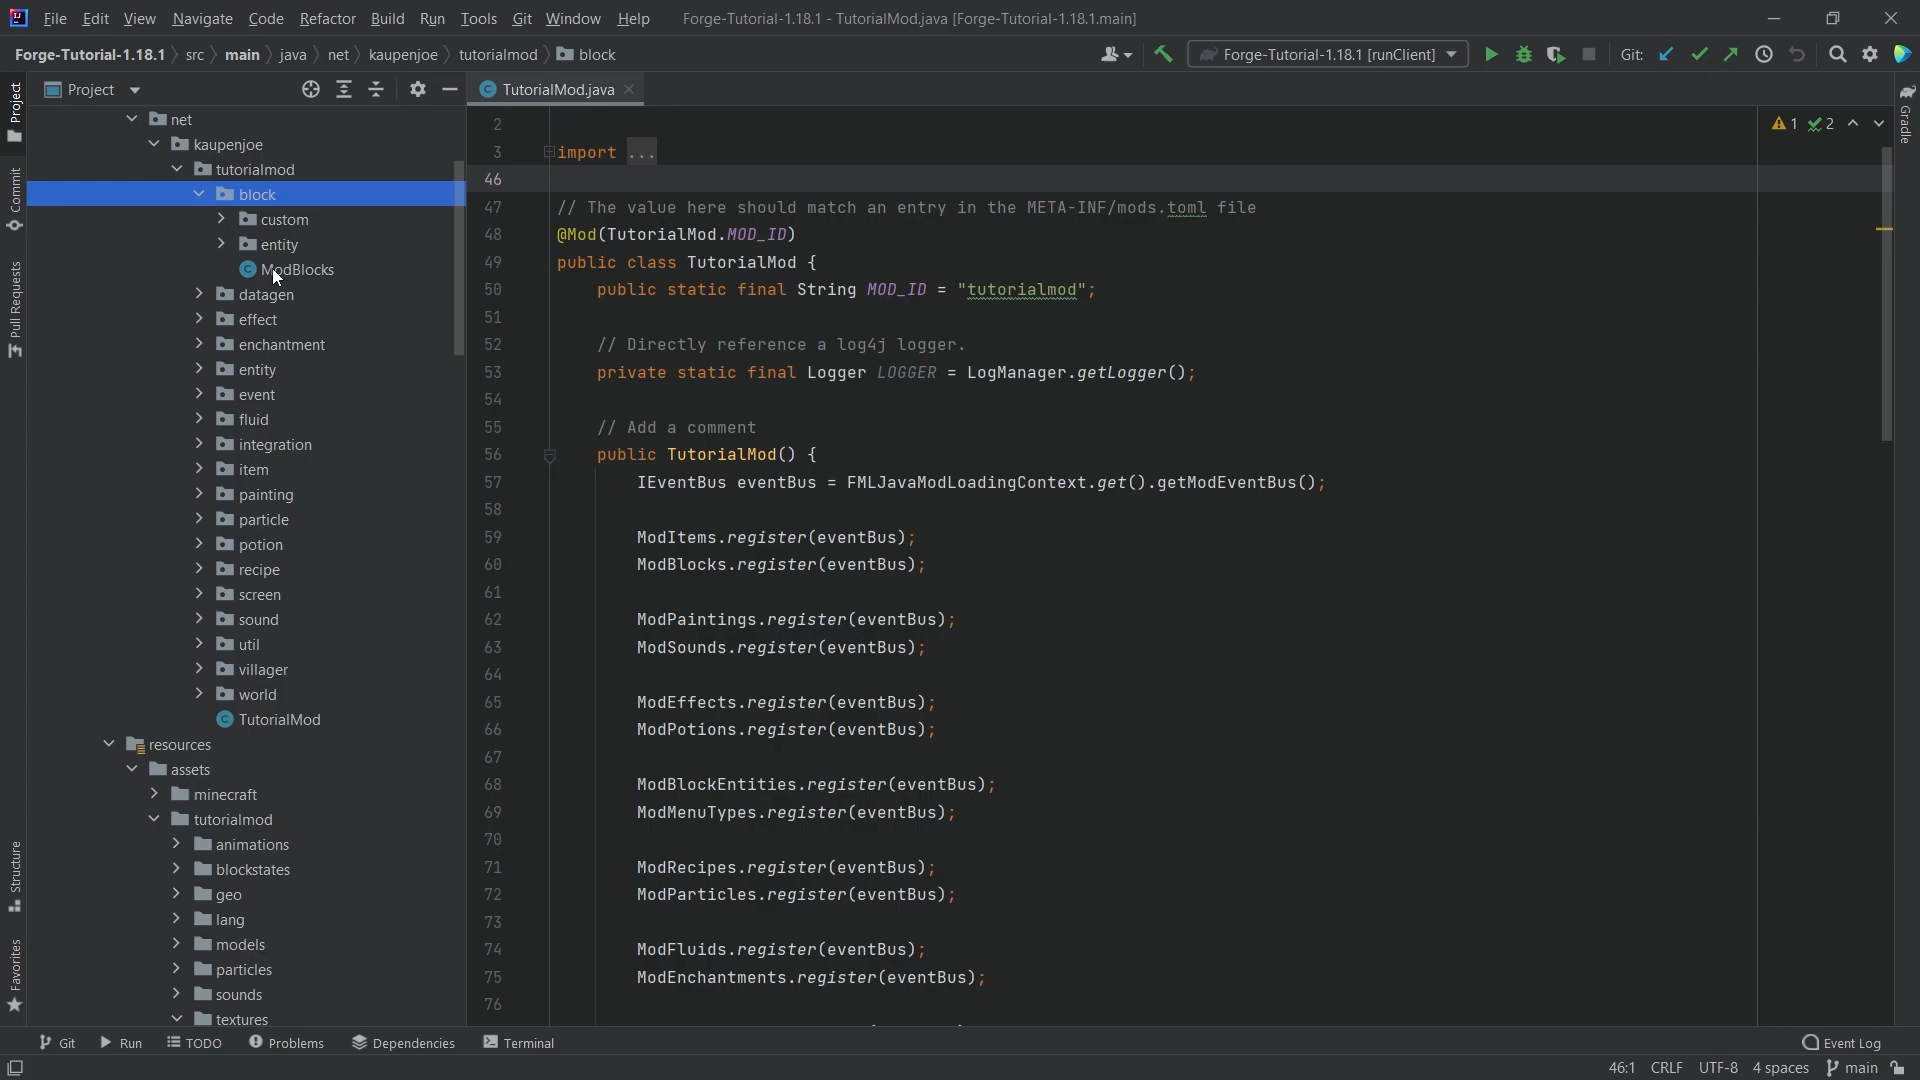 File Edit View Navigate Code Refactor Build Run Tools Git Window Help Forge-Tutorial-1.18.1 - TutorialMod.java [Forge-Tutorial-1.18.1.main]
Forge-Tutorial-1.18.1 src main java net kaupenjoe tutorialmod block Forge-Tutorial-1.18.1 [runClient] Git:
Project
TutorialMod.java
Project
Commit
Pull Requests
Structure
Favorites
Gradle
net
kaupenjoe
tutorialmod
block
custom
entity
ModBlocks
datagen
effect
enchantment
entity
event
fluid
integration
item
painting
particle
potion
recipe
screen
sound
util
villager
world
TutorialMod
resources
assets
minecraft
tutorialmod
animations
blockstates
geo
lang
models
particles
sounds
textures
1 2
2
3 import ...
46
47 // The value here should match an entry in the META-INF/mods.toml file
48 @Mod(TutorialMod.MOD_ID)
49 public class TutorialMod {
50 public static final String MOD_ID = "tutorialmod";
51
52 // Directly reference a log4j logger.
53 private static final Logger LOGGER = LogManager.getLogger();
54
55 // Add a comment
56 public TutorialMod() {
57 IEventBus eventBus = FMLJavaModLoadingContext.get().getModEventBus();
58
59 ModItems.register(eventBus);
60 ModBlocks.register(eventBus);
61
62 ModPaintings.register(eventBus);
63 ModSounds.register(eventBus);
64
65 ModEffects.register(eventBus);
66 ModPotions.register(eventBus);
67
68 ModBlockEntities.register(eventBus);
69 ModMenuTypes.register(eventBus);
70
71 ModRecipes.register(eventBus);
72 ModParticles.register(eventBus);
73
74 ModFluids.register(eventBus);
75 ModEnchantments.register(eventBus);
76
Git Run TODO Problems Dependencies Terminal Event Log
46:1 CRLF UTF-8 4 spaces main